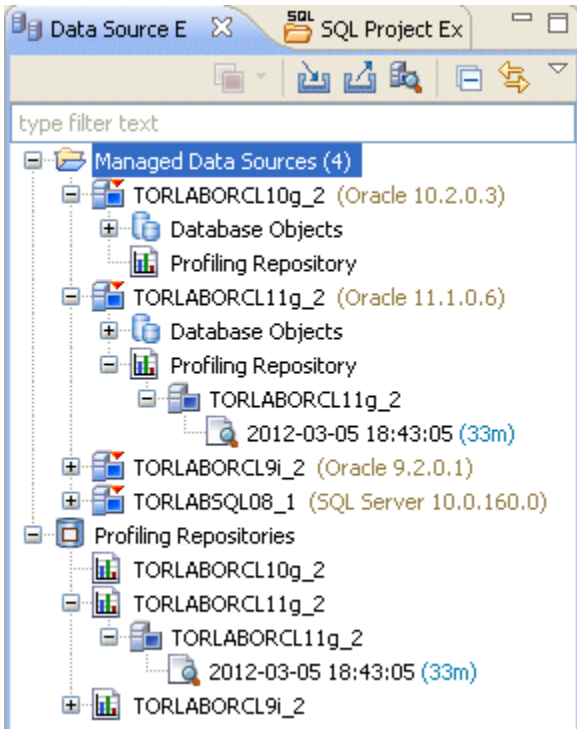 Data Source E SQL SQL Project Ex
type filter text
Managed Data Sources (4)
TORLABORCL10g_2 (Oracle 10.2.0.3)
Database Objects
Profiling Repository
TORLABORCL11g_2 (Oracle 11.1.0.6)
Database Objects
Profiling Repository
TORLABORCL11g_2
2012-03-05 18:43:05 (33m)
TORLABORCL9i_2 (Oracle 9.2.0.1)
TORLABSQL08_1 (SQL Server 10.0.160.0)
Profiling Repositories
TORLABORCL10g_2
TORLABORCL11g_2
TORLABORCL11g_2
2012-03-05 18:43:05 (33m)
TORLABORCL9i_2